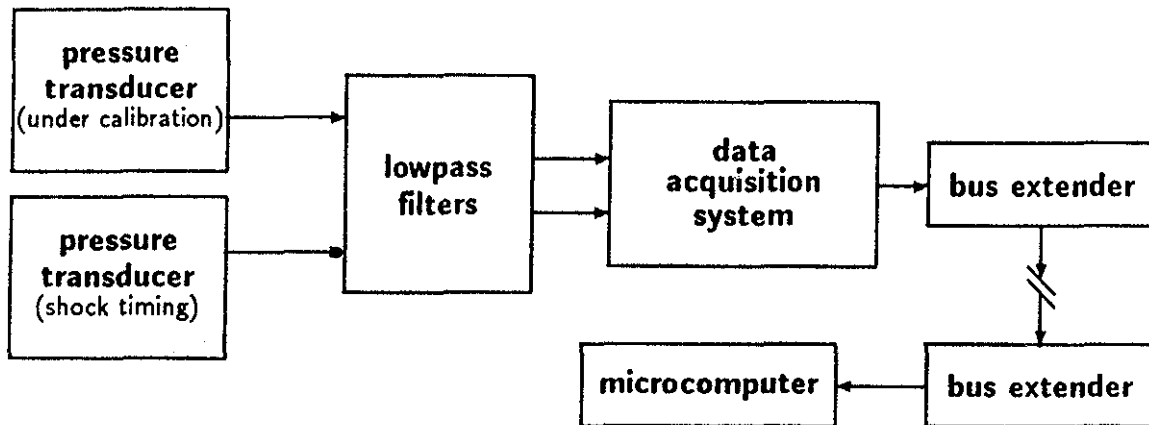 pressure
transducer
(under calibration)
pressure
transducer
(shock timing)
lowpass
filters
data
acquisition
system
bus extender
bus extender
microcomputer